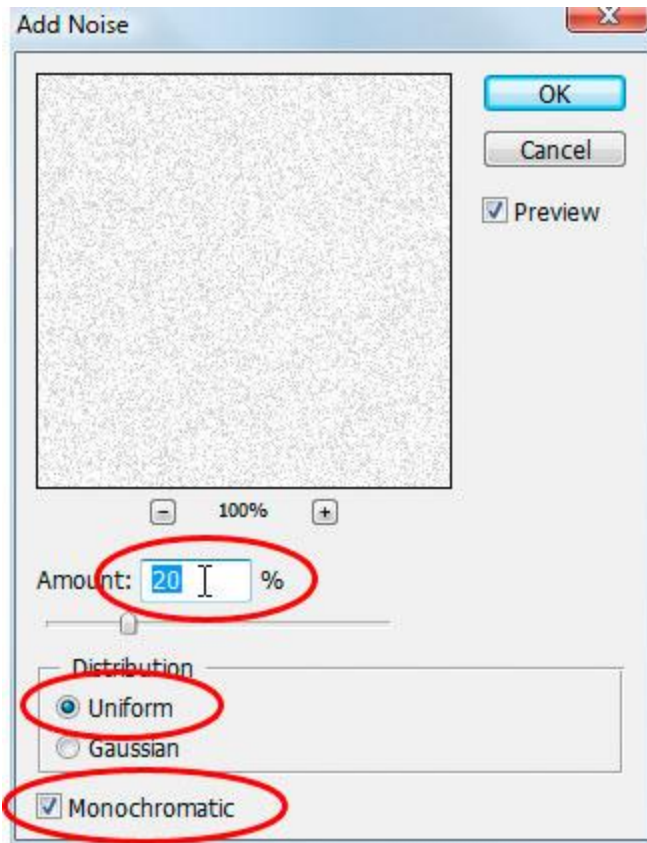 Add Noise
OK
Cancel
Preview
100%
Amount: 20 %
Distribution
Uniform
Gaussian
Monochromatic